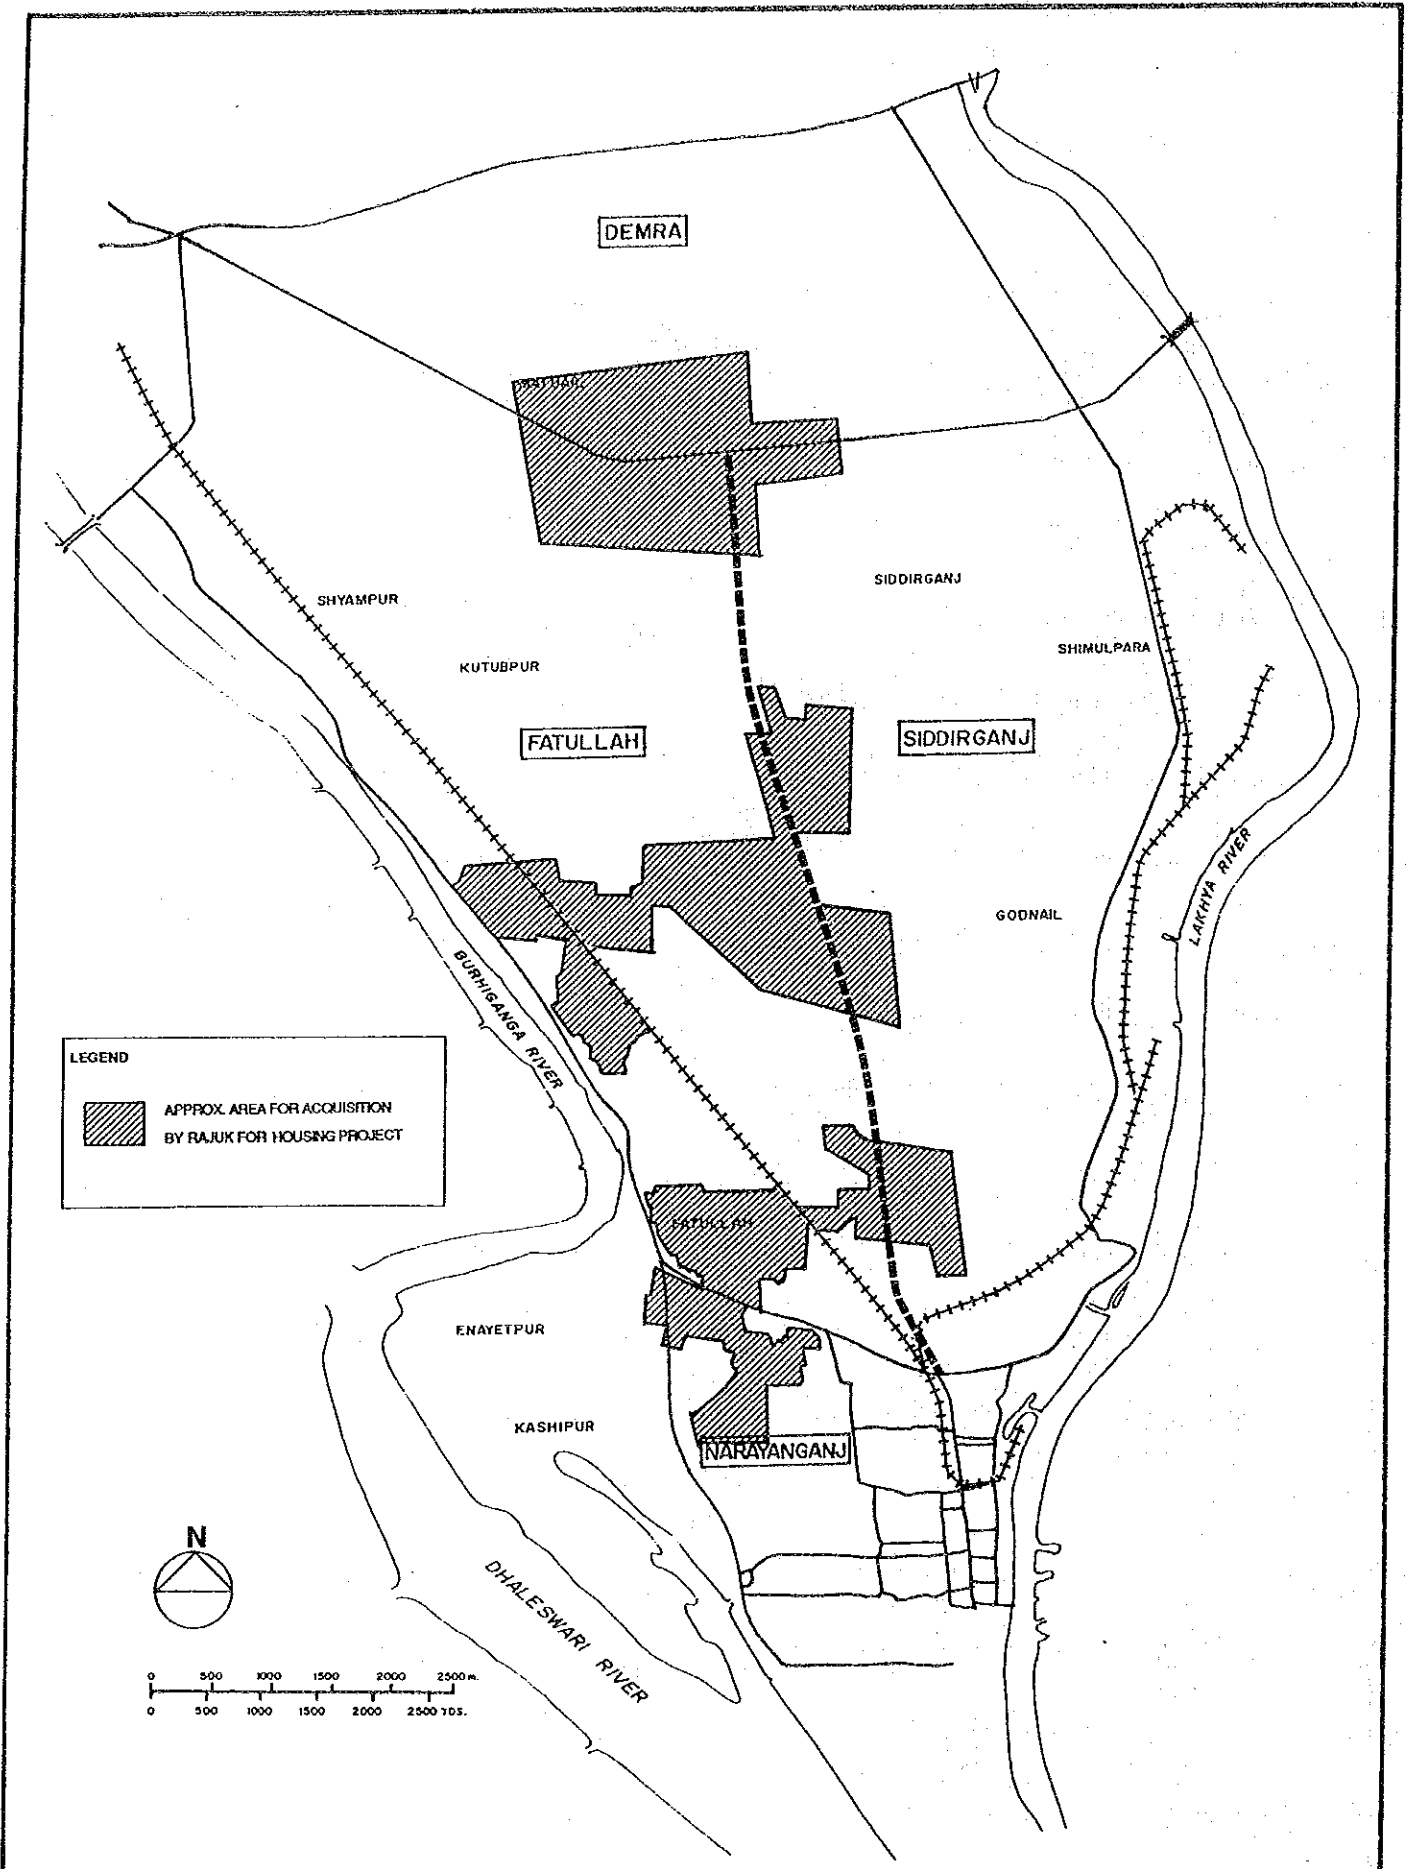 DEMRA
SHYAMPUR
SIDDIRGANJ
KUTUBPUR
SHIMULPARA
FATULLAH
SIDDIRGANJ
LAKHYA RIVER
GODNAIL
BURHIGANGA RIVER
LEGEND
APPROX. AREA FOR ACQUISITION
BY RAJUK FOR HOUSING PROJECT
FATULLAH
ENAYETPUR
KASHIPUR
NARAYANGANJ
N
DHALESWARI RIVER
0 500 1000 1500 2000 2500 m.
0 500 1000 1500 2000 2500 YDS.